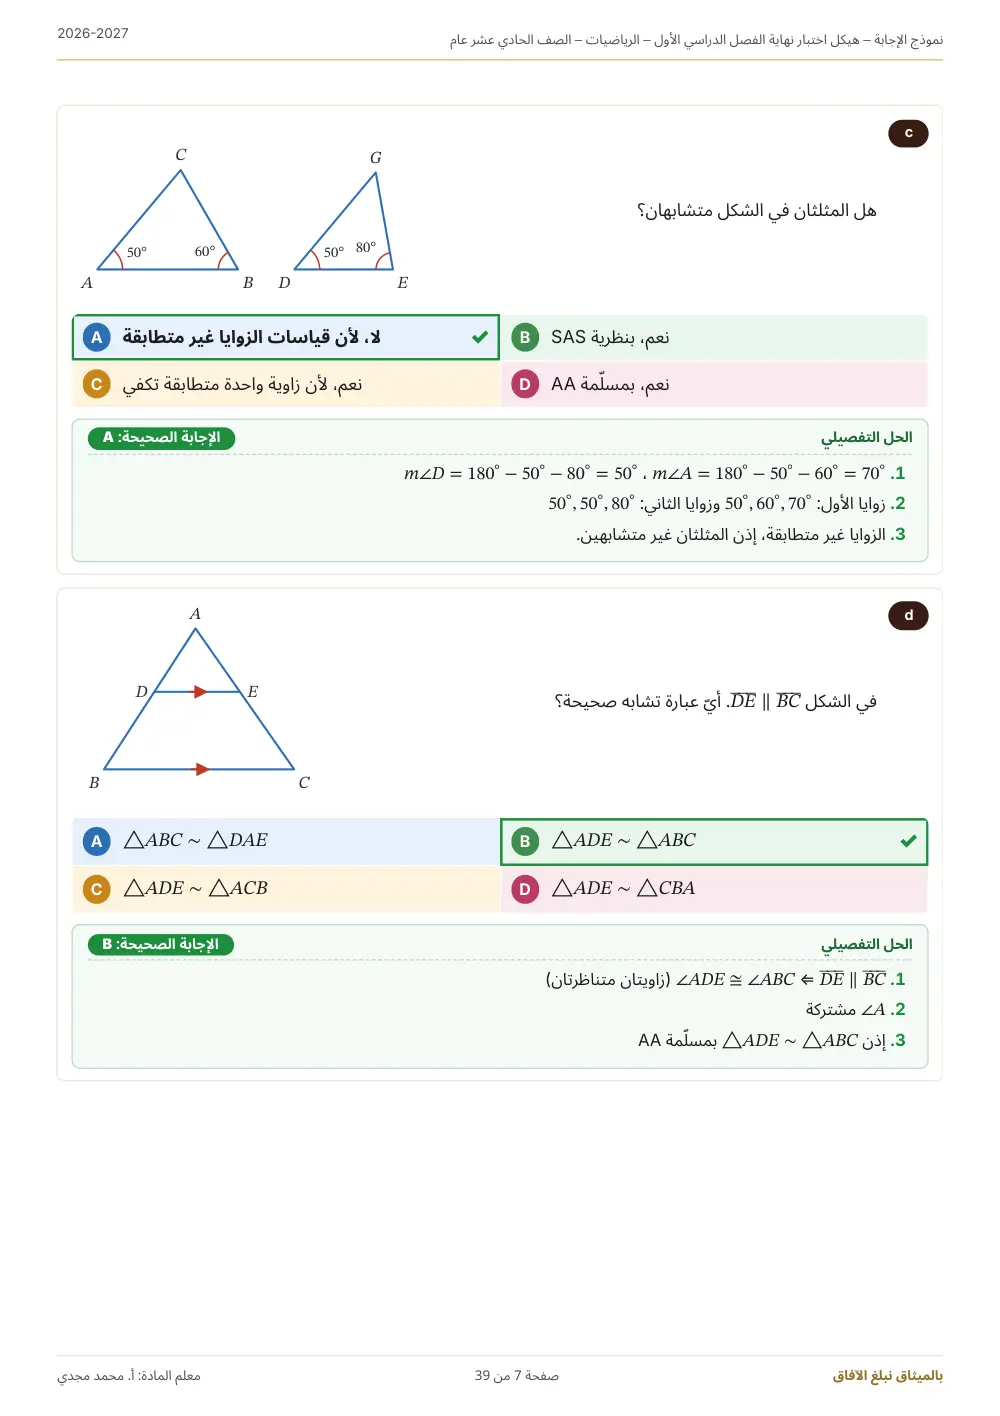 نموذج الإجابة – هيكل اختبار نهاية الفصل الدراسي الأول – الرياضيات – الصف الحادي عشر عام
2026-2027
c
هل المثلثان في الشكل متشابهان؟
C
G
50°
60°
50°
80°
A
B
D
E
A لا، لأن قياسات الزوايا غير متطابقة ✔
B نعم، بنظرية SAS
C نعم، لأن زاوية واحدة متطابقة تكفي
D نعم، بمسلّمة AA
الحل التفصيلي
الإجابة الصحيحة: A
1. m∠A = 180° − 50° − 60° = 70° ، m∠D = 180° − 50° − 80° = 50°
2. زوايا الأول: 50°, 60°, 70° وزوايا الثاني: 50°, 50°, 80°
3. الزوايا غير متطابقة، إذن المثلثان غير متشابهين.
d
في الشكل D̅E̅ ∥ B̅C̅. أيّ عبارة تشابه صحيحة؟
A
D
E
B
C
A △ABC ~ △DAE
B △ADE ~ △ABC ✔
C △ADE ~ △ACB
D △ADE ~ △CBA
الحل التفصيلي
الإجابة الصحيحة: B
1. D̅E̅ ∥ B̅C̅ ⇐ ∠ADE ≅ ∠ABC (زاويتان متناظرتان)
2. ∠A مشتركة
3. إذن △ADE ~ △ABC بمسلّمة AA
بالميثاق نبلغ الآفاق
صفحة 7 من 39
معلم المادة: أ. محمد مجدي